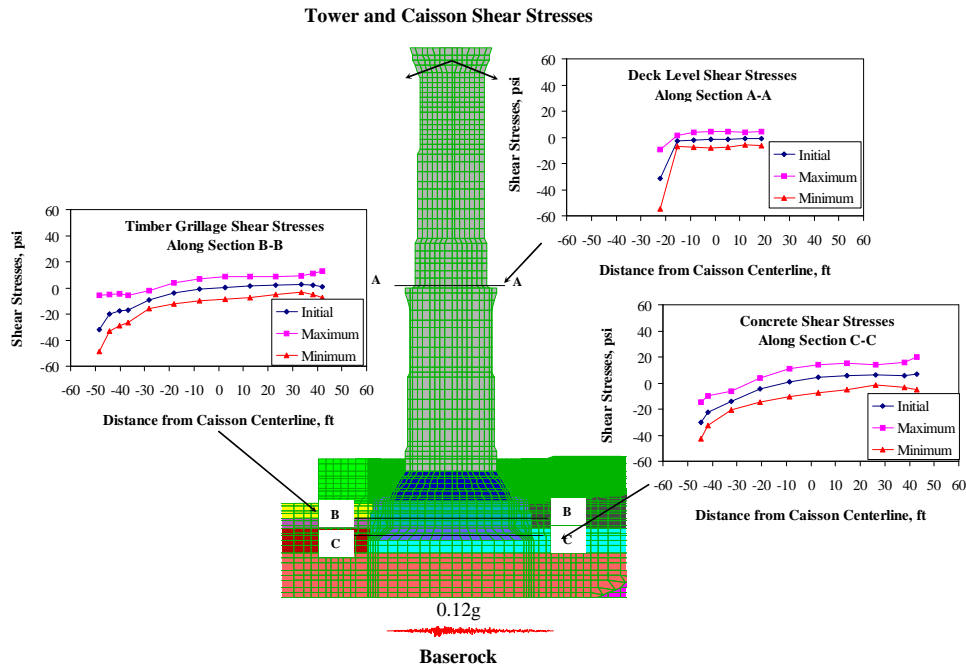 Tower and Caisson Shear Stresses
Deck Level Shear Stresses
Along Section A-A
Shear Stresses, psi
60
40
20
0
-20
-40
-60
-60 -50 -40 -30 -20 -10 0 10 20 30 40 50 60
Distance from Caisson Centerline, ft
Initial
Maximum
Minimum
Timber Grillage Shear Stresses
Along Section B-B
Shear Stresses, psi
60
40
20
0
-20
-40
-60
-60 -50 -40 -30 -20 -10 0 10 20 30 40 50 60
Distance from Caisson Centerline, ft
Initial
Maximum
Minimum
A
A
Concrete Shear Stresses
Along Section C-C
Shear Stresses, psi
60
40
20
0
-20
-40
-60
-60 -50 -40 -30 -20 -10 0 10 20 30 40 50 60
Distance from Caisson Centerline, ft
Initial
Maximum
Minimum
B
B
C
C
0.12g
Baserock